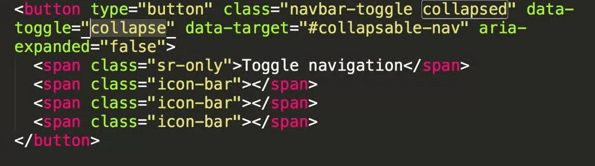 <button type="button" class="navbar-toggle collapsed" data-
toggle="collapse" data-target="#collapsable-nav" aria-
expanded="false">
<span class="sr-only">Toggle navigation</span>
<span class="icon-bar"></span>
<span class="icon-bar"></span>
<span class="icon-bar"></span>
</button>